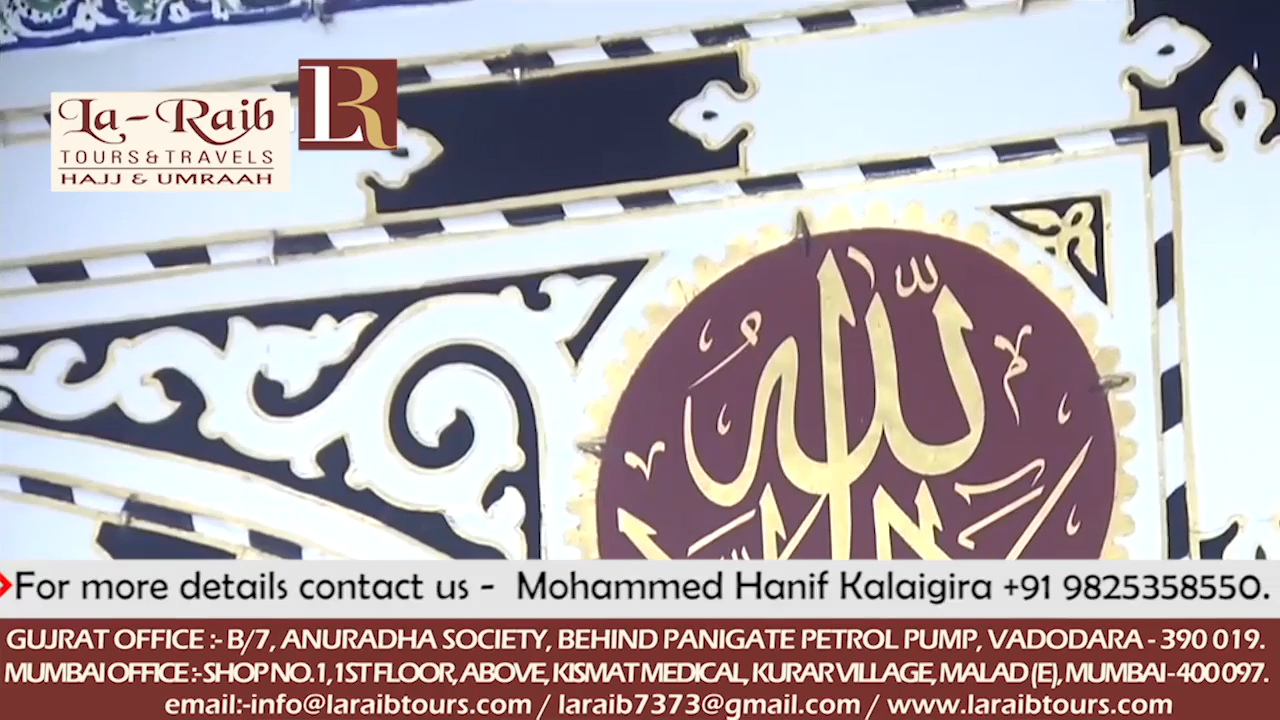 La-Raib
TOURS & TRAVELS
HAJJ & UMRAAH
LR
الله
For more details contact us - Mohammed Hanif Kalaigira +91 9825358550.
GUJRAT OFFICE :- B/7, ANURADHA SOCIETY, BEHIND PANIGATE PETROL PUMP, VADODARA - 390 019.
MUMBAI OFFICE :- SHOP NO. 1, 1ST FLOOR, ABOVE, KISMAT MEDICAL, KURAR VILLAGE, MALAD (E), MUMBAI - 400 097.
email:-info@laraibtours.com / laraib7373@gmail.com / www.laraibtours.com